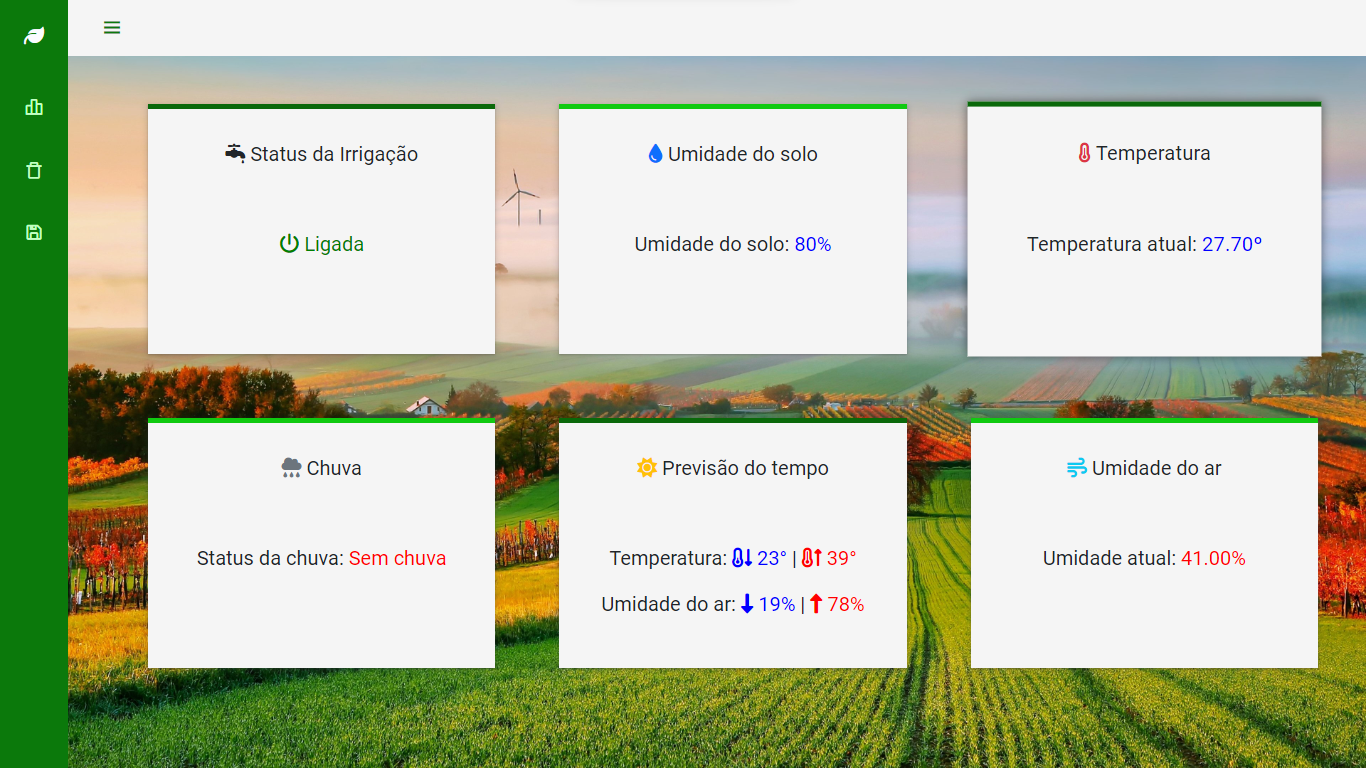 Status da Irrigação
Ligada
Umidade do solo
Umidade do solo: 80%
Temperatura
Temperatura atual: 27.70º
Chuva
Status da chuva: Sem chuva
Previsão do tempo
Temperatura: 23° | 39°
Umidade do ar: 19% | 78%
Umidade do ar
Umidade atual: 41.00%